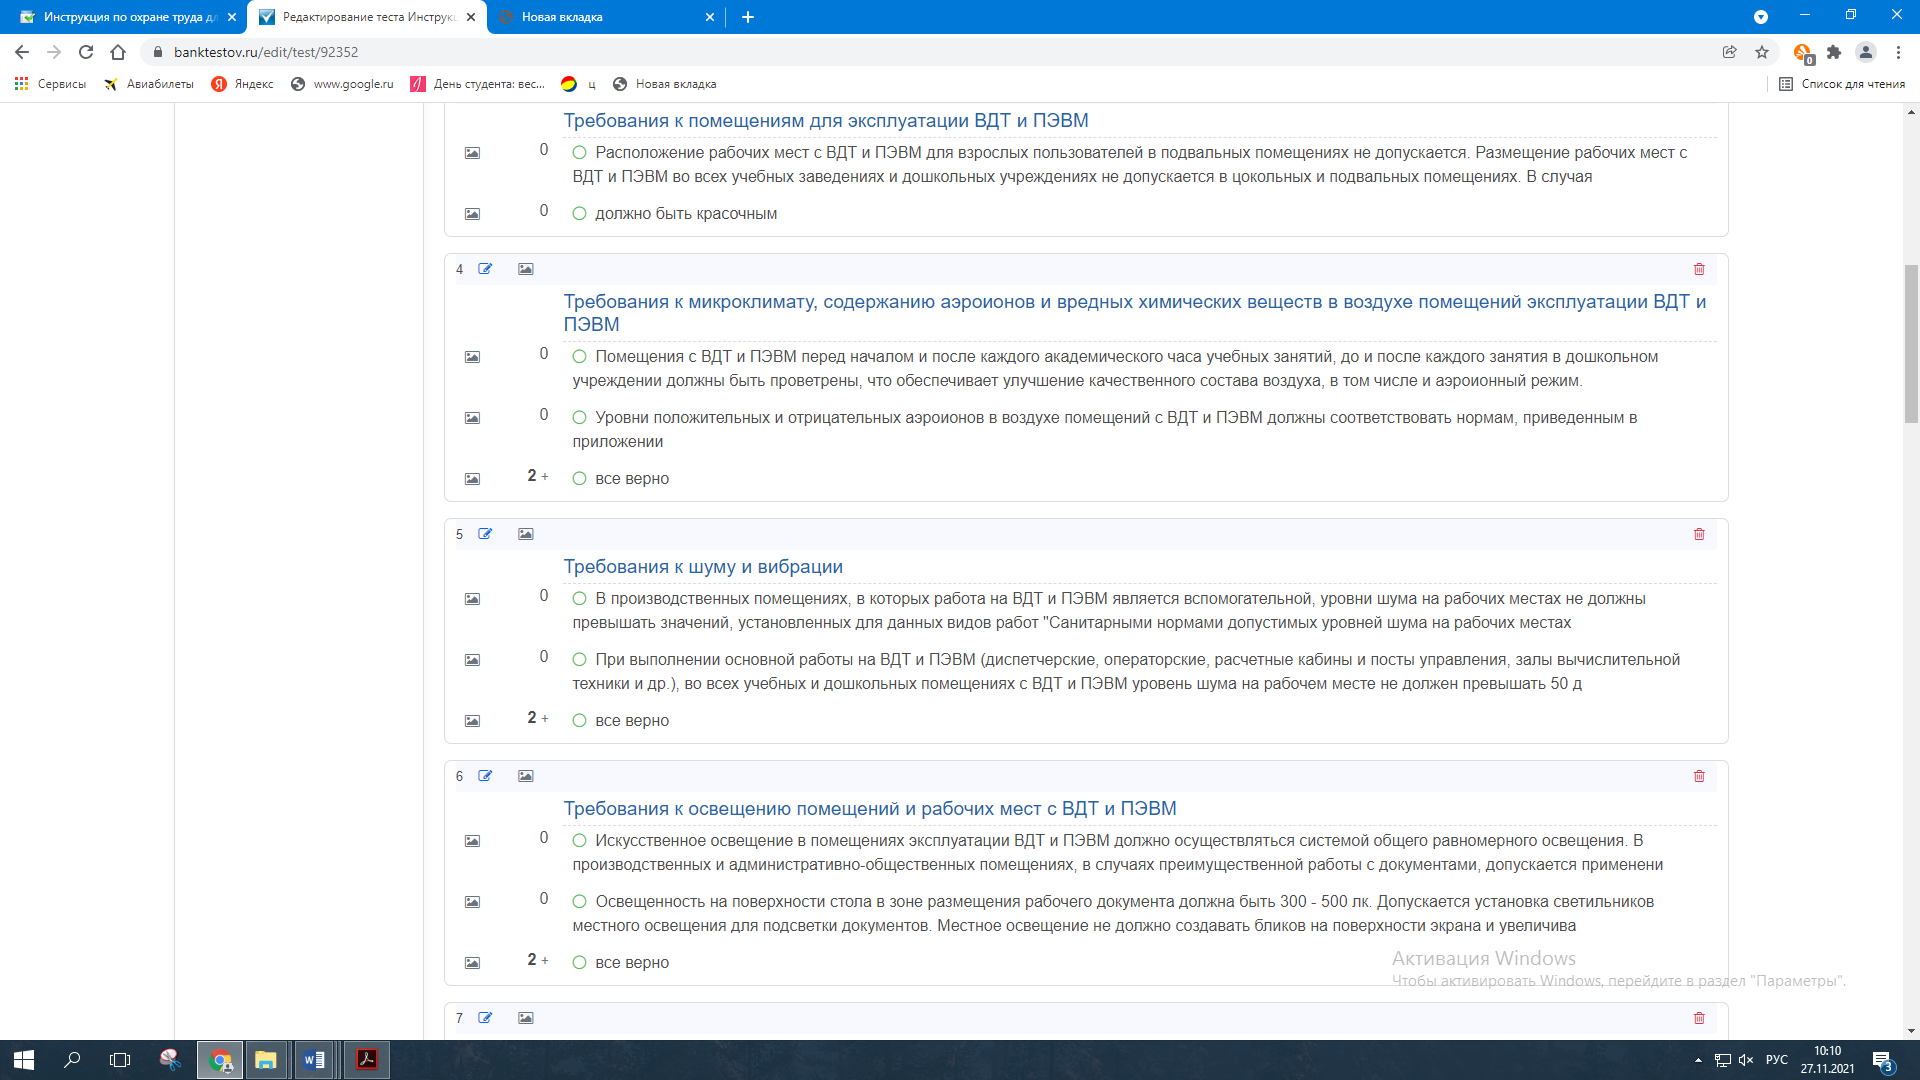 Инструкция по охране труда дл
Редактирование теста Инструкц
Новая вкладка
banktestov.ru/edit/test/92352
0
Сервисы
Авиабилеты
Яндекс
www.google.ru
День студента: вес...
ц
Новая вкладка
Список для чтения
Требования к помещениям для эксплуатации ВДТ и ПЭВМ
0 Расположение рабочих мест с ВДТ и ПЭВМ для взрослых пользователей в подвальных помещениях не допускается. Размещение рабочих мест с
ВДТ и ПЭВМ во всех учебных заведениях и дошкольных учреждениях не допускается в цокольных и подвальных помещениях. В случая
0 должно быть красочным
4
Требования к микроклимату, содержанию аэроионов и вредных химических веществ в воздухе помещений эксплуатации ВДТ и
ПЭВМ
0 Помещения с ВДТ и ПЭВМ перед началом и после каждого академического часа учебных занятий, до и после каждого занятия в дошкольном
учреждении должны быть проветрены, что обеспечивает улучшение качественного состава воздуха, в том числе и аэроионный режим.
0 Уровни положительных и отрицательных аэроионов в воздухе помещений с ВДТ и ПЭВМ должны соответствовать нормам, приведенным в
приложении
2 + все верно
5
Требования к шуму и вибрации
0 В производственных помещениях, в которых работа на ВДТ и ПЭВМ является вспомогательной, уровни шума на рабочих местах не должны
превышать значений, установленных для данных видов работ "Санитарными нормами допустимых уровней шума на рабочих местах
0 При выполнении основной работы на ВДТ и ПЭВМ (диспетчерские, операторские, расчетные кабины и посты управления, залы вычислительной
техники и др.), во всех учебных и дошкольных помещениях с ВДТ и ПЭВМ уровень шума на рабочем месте не должен превышать 50 д
2 + все верно
6
Требования к освещению помещений и рабочих мест с ВДТ и ПЭВМ
0 Искусственное освещение в помещениях эксплуатации ВДТ и ПЭВМ должно осуществляться системой общего равномерного освещения. В
производственных и административно-общественных помещениях, в случаях преимущественной работы с документами, допускается применени
0 Освещенность на поверхности стола в зоне размещения рабочего документа должна быть 300 - 500 лк. Допускается установка светильников
местного освещения для подсветки документов. Местное освещение не должно создавать бликов на поверхности экрана и увеличива
2 + все верно
Активация Windows
Чтобы активировать Windows, перейдите в раздел "Параметры".
7
РУС
10:10
27.11.2021
3